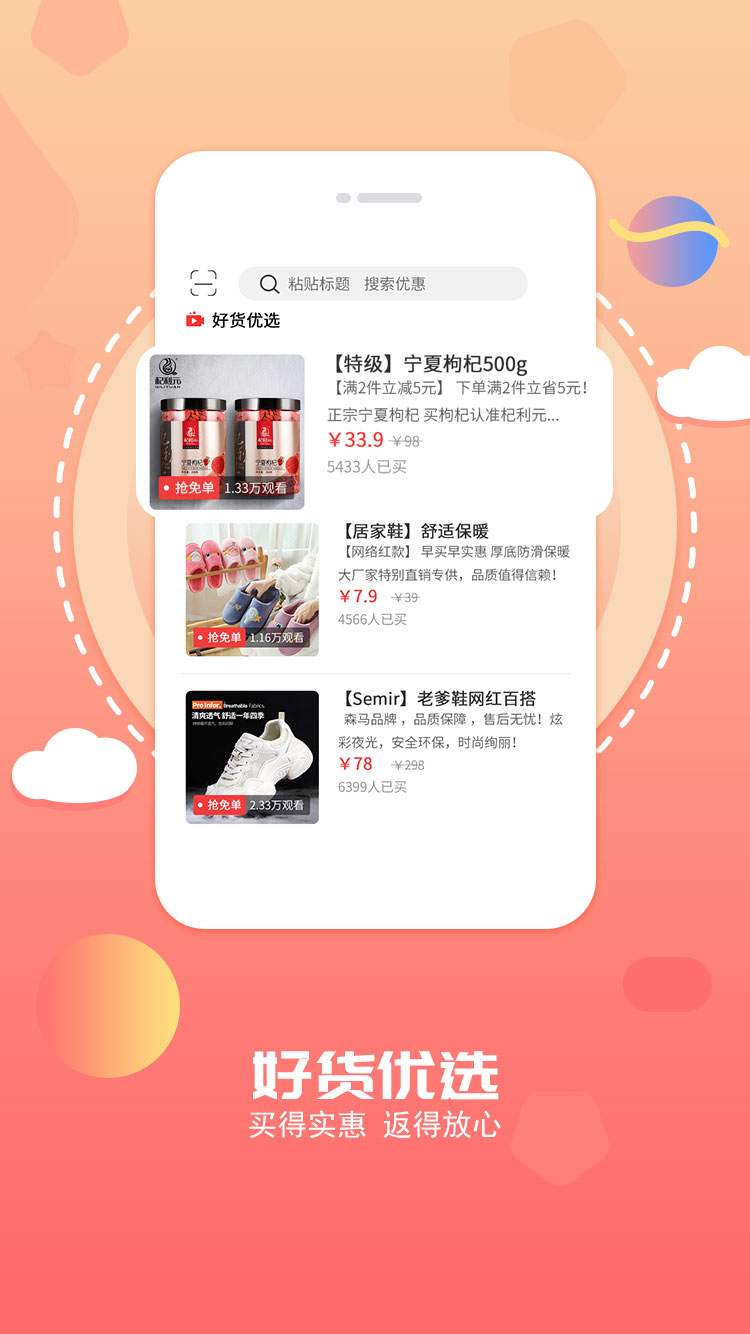 粘贴标题 搜索优惠
好货优选
杞利元
QILIYUAN
宁夏枸杞
宁夏枸杞
抢免单 1.33万观看
【特级】宁夏枸杞500g
【满2件立减5元】 下单满2件立省5元!
正宗宁夏枸杞 买枸杞认准杞利元...
¥33.9 ¥98
5433人已买
抢免单 1.16万观看
【居家鞋】舒适保暖
【网络红款】 早买早实惠 厚底防滑保暖
大厂家特别直销专供，品质值得信赖!
¥7.9 ¥39
4566人已买
Pro Infor. Breathable Fabrics.
清爽透气 舒适一年四季
抢免单 2.33万观看
【Semir】老爹鞋网红百搭
森马品牌 ，品质保障 ，售后无忧！炫
彩夜光，安全环保，时尚绚丽！
¥78 ¥298
6399人已买
好货优选
买得实惠 返得放心